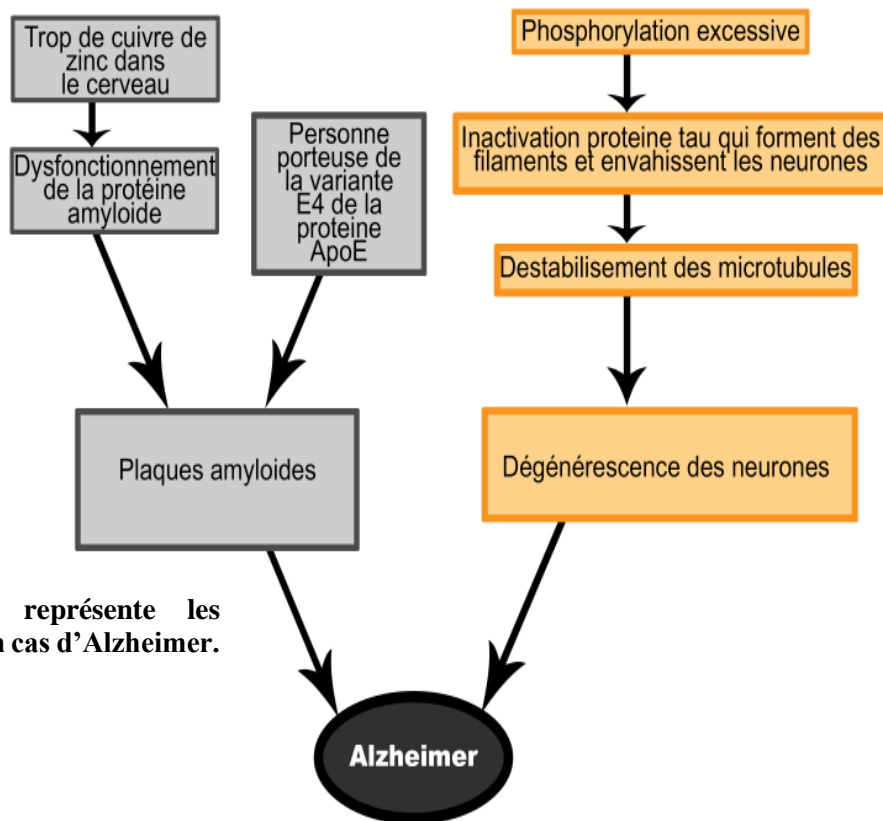 Trop de cuivre de
zinc dans
le cerveau
Dysfonctionnement
de la protéine
amyloide
Personne
porteuse de
la variante
E4 de la
proteine
ApoE
Plaques amyloides
Phosphorylation excessive
Inactivation proteine tau qui forment des
filaments et envahissent les neurones
Destabilisement des microtubules
Dégénérescence des neurones
représente les
cas d’Alzheimer.
Alzheimer